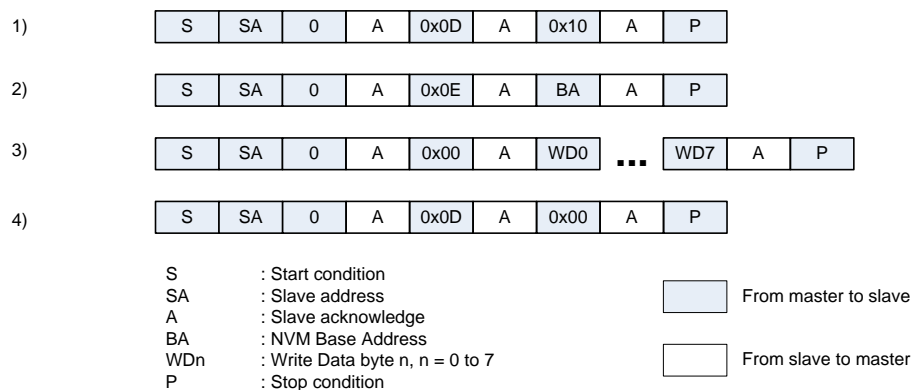 1) S SA 0 A 0x0D A 0x10 A P
2) S SA 0 A 0x0E A BA A P
3) S SA 0 A 0x00 A WD0 ... WD7 A P
4) S SA 0 A 0x0D A 0x00 A P
S : Start condition
SA : Slave address
A : Slave acknowledge
BA : NVM Base Address
WDn : Write Data byte n, n = 0 to 7
P : Stop condition
From master to slave
From slave to master